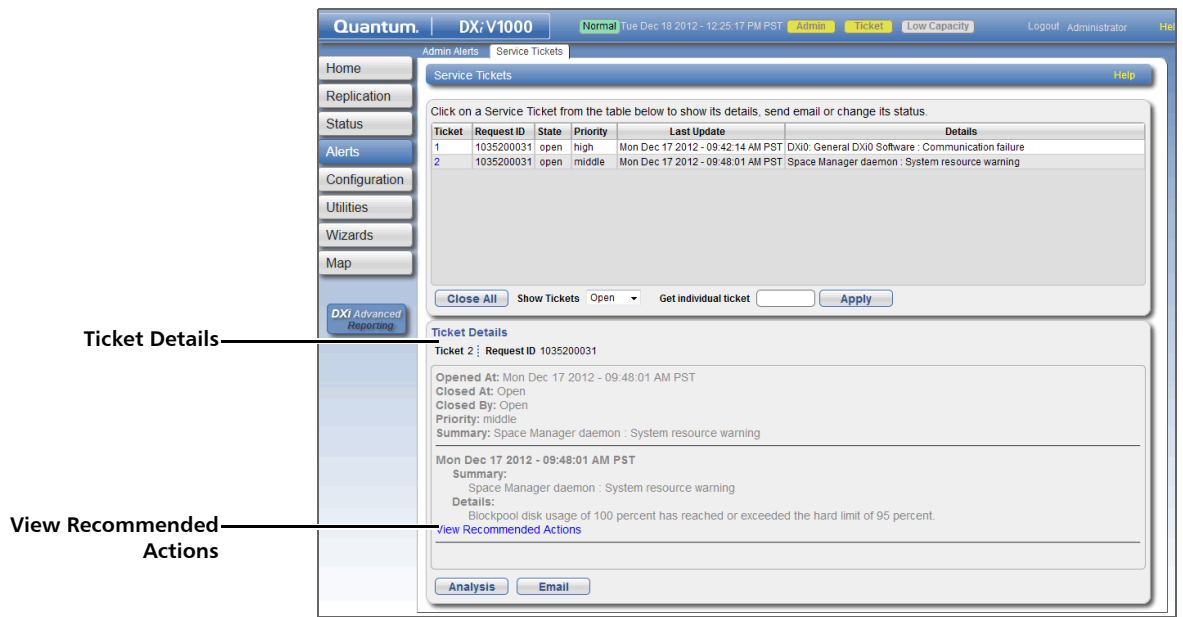 Quantum. DXi V1000 Normal Tue Dec 18 2012 - 12:25:17 PM PST Admin Ticket Low Capacity Logout Administrator Hel
Admin Alerts Service Tickets
Home
Replication
Status
Alerts
Configuration
Utilities
Wizards
Map
DXi Advanced
Reporting
Service Tickets Help
Click on a Service Ticket from the table below to show its details, send email or change its status.
Ticket Request ID State Priority Last Update Details
1 1035200031 open high Mon Dec 17 2012 - 09:42:14 AM PST DXi0: General DXi0 Software : Communication failure
2 1035200031 open middle Mon Dec 17 2012 - 09:48:01 AM PST Space Manager daemon : System resource warning
Close All Show Tickets Open Get individual ticket Apply
Ticket Details
Ticket Details
Ticket 2 Request ID 1035200031
Opened At: Mon Dec 17 2012 - 09:48:01 AM PST
Closed At: Open
Closed By: Open
Priority: middle
Summary: Space Manager daemon : System resource warning
Mon Dec 17 2012 - 09:48:01 AM PST
Summary:
Space Manager daemon : System resource warning
Details:
Blockpool disk usage of 100 percent has reached or exceeded the hard limit of 95 percent.
View Recommended Actions
View Recommended
Actions
Analysis Email